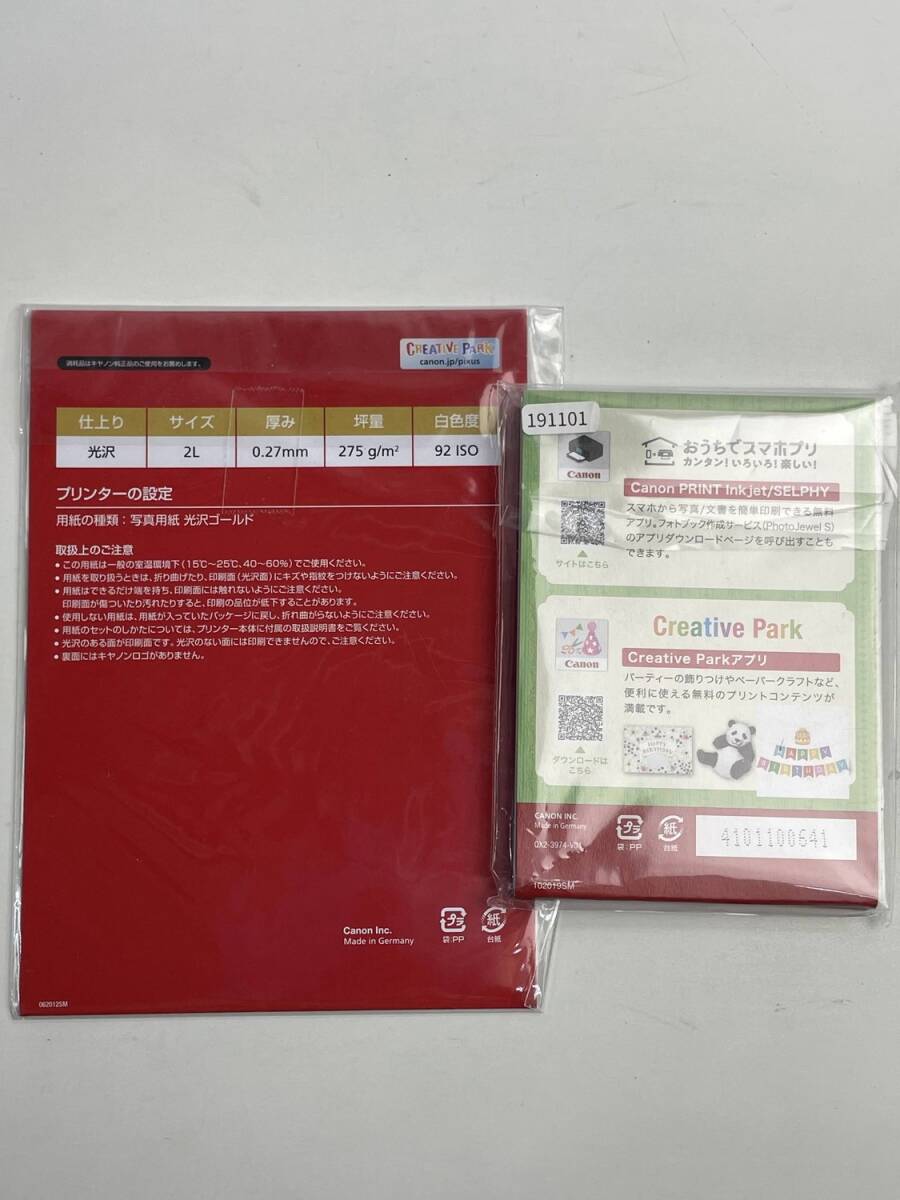 消耗品はキヤノン純正品のご使用をお薦めします。
CREATIVE PARK
canon.jp/pixus
仕上り サイズ 厚み 坪量 白色度
光沢 2L 0.27mm 275 g/m² 92 ISO
プリンターの設定
用紙の種類：写真用紙 光沢ゴールド
取扱上のご注意
• この用紙は一般の室温環境下（15℃～25℃、40～60%）でご使用ください。
• 用紙を取り扱うときは、折り曲げたり、印刷面（光沢面）にキズや指紋をつけないようにご注意ください。
• 用紙はできるだけ端を持ち、印刷面には触れないようにご注意ください。
印刷面が傷ついたり汚れたりすると、印刷の品位が低下することがあります。
• 使用しない用紙は、用紙が入っていたパッケージに戻し、折れ曲がらないようにご注意ください。
• 用紙のセットのしかたについては、プリンター本体に付属の取扱説明書をご覧ください。
• 光沢のある面が印刷面です。光沢のない面には印刷できませんので、ご注意ください。
• 裏面にはキヤノンロゴがありません。
Canon Inc.
Made in Germany
プラ
袋:PP
紙
台紙
062012SM
191101
Canon
おうちでスマホプリ
カンタン！いろいろ！楽しい！
Canon PRINT Inkjet/SELPHY
スマホから写真/文書を簡単印刷できる無料
アプリ。フォトブック作成サービス（PhotoJewel S）
のアプリダウンロードページを呼び出すことも
できます。
サイトはこちら
Creative Park
Canon
Creative Parkアプリ
パーティーの飾りつけやペーパークラフトなど、
便利に使える無料のプリントコンテンツが
満載です。
ダウンロードは
こちら
HAPPY
BIRTHDAY
HAPPY
BIRTHDAY
CANON INC.
Made in Germany
QX2-3974-V01
プラ
袋:PP
紙
台紙
4101100641
102019SM